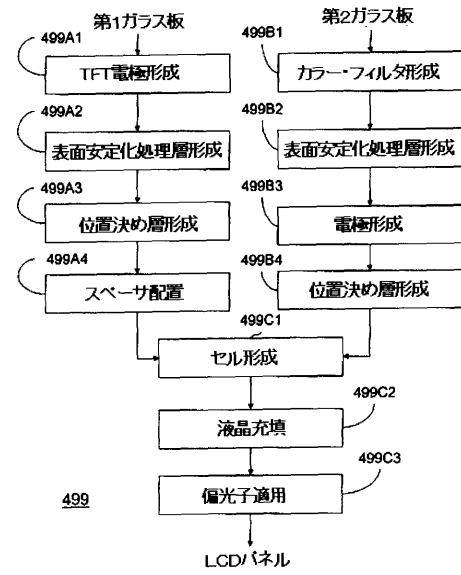 第1ガラス板
第2ガラス板
499A1
TFT電極形成
499B1
カラー・フィルタ形成
499A2
表面安定化処理層形成
499B2
表面安定化処理層形成
499A3
位置決め層形成
499B3
電極形成
499A4
スペーサ配置
499B4
位置決め層形成
499C1
セル形成
499C2
液晶充填
499C3
偏光子適用
499
LCDパネル